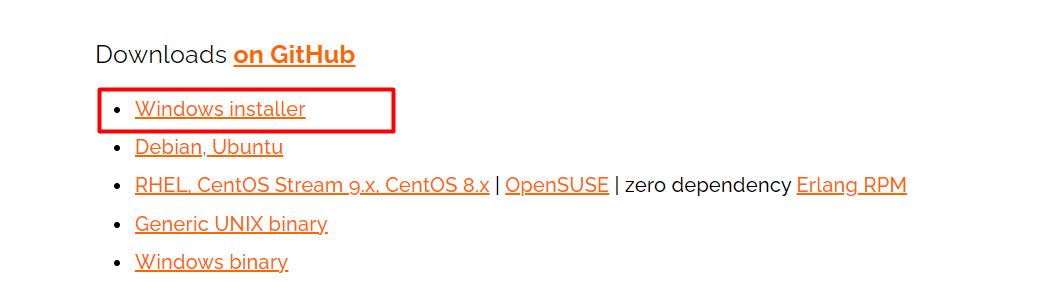 Downloads on GitHub
• Windows installer
• Debian, Ubuntu
• RHEL, CentOS Stream 9.x, CentOS 8.x | OpenSUSE | zero dependency Erlang RPM
• Generic UNIX binary
• Windows binary